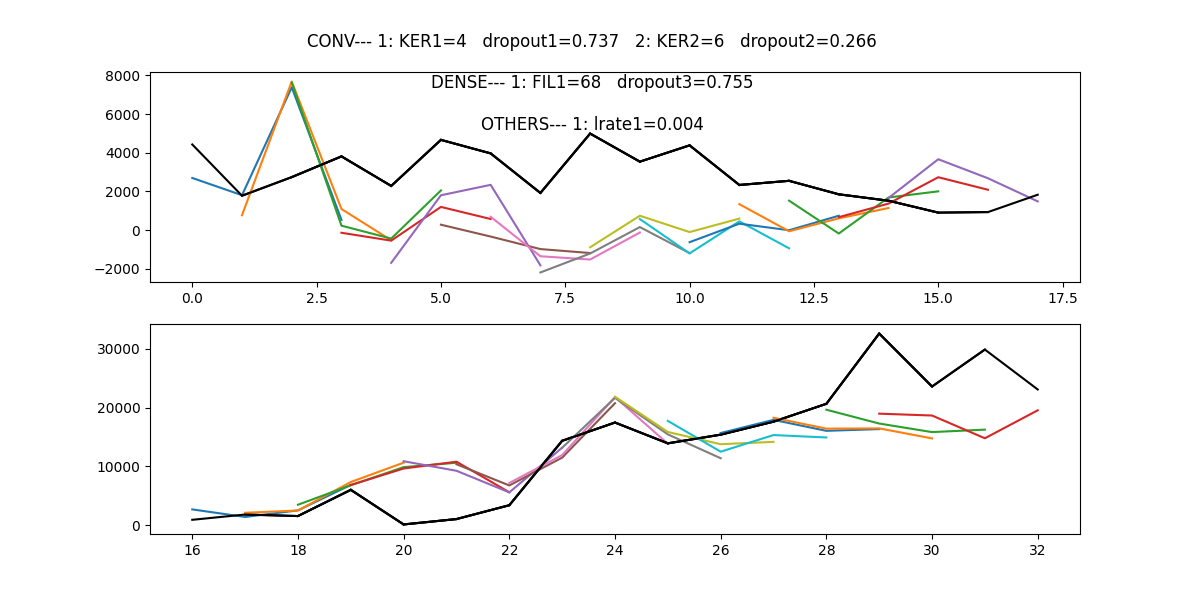 CONV--- 1: KER1=4   dropout1=0.737   2: KER2=6   dropout2=0.266
DENSE--- 1: FIL1=68   dropout3=0.755
OTHERS--- 1: lrate1=0.004
8000
6000
4000
2000
0
−2000
0.0 2.5 5.0 7.5 10.0 12.5 15.0 17.5
30000
20000
10000
0
16 18 20 22 24 26 28 30 32